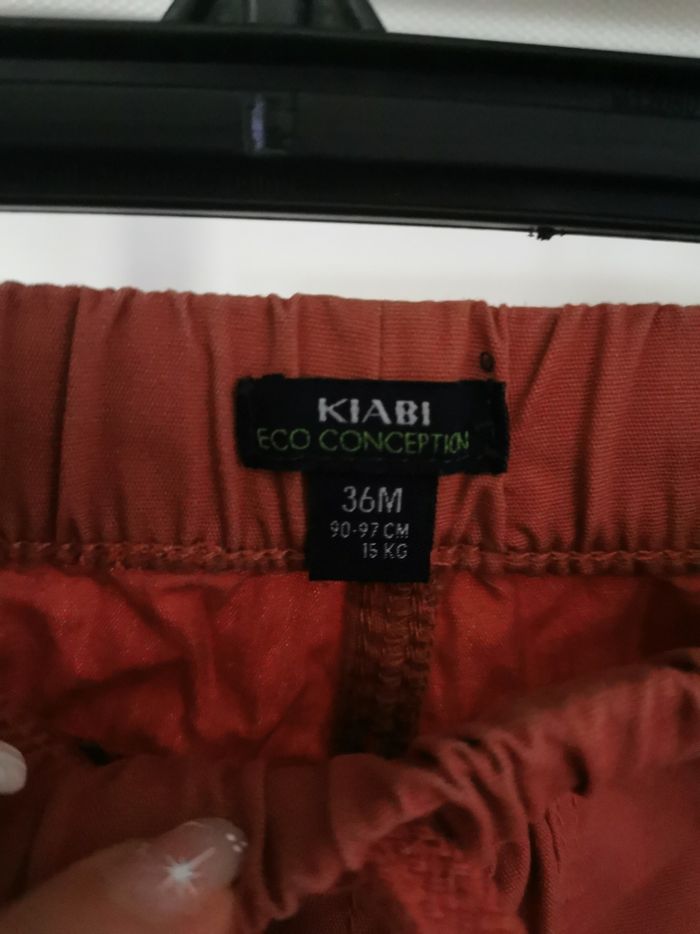 KIABI
ECO CONCEPTION
36M
90-97 CM
15 KG